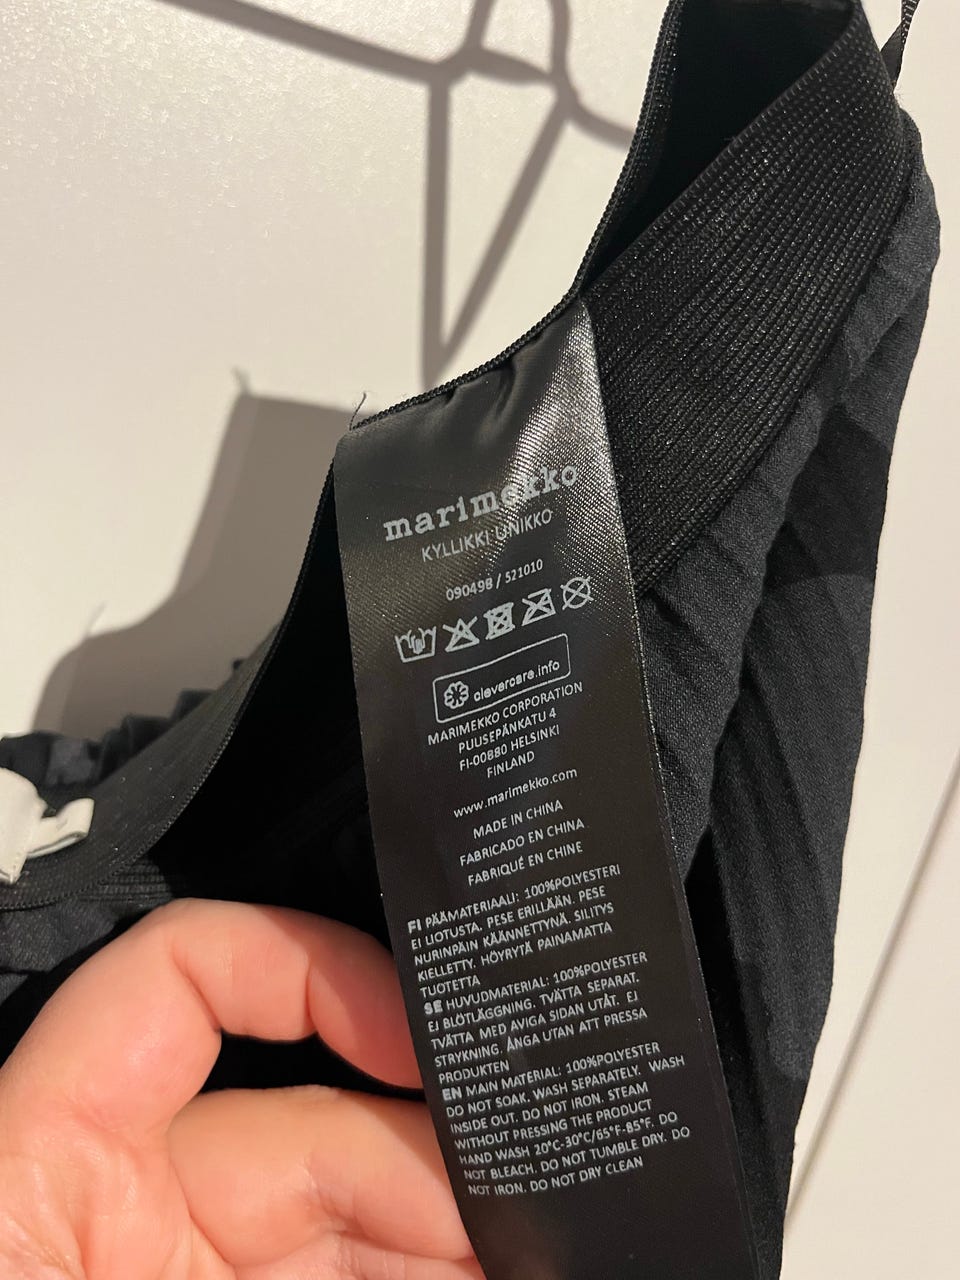 marimekko
KYLLIKKI UNIKKO
090498 / 521010
clevercare.info
MARIMEKKO CORPORATION
PUUSEPÄNKATU 4
FI-00880 HELSINKI
FINLAND
www.marimekko.com
MADE IN CHINA
FABRICADO EN CHINA
FABRIQUÉ EN CHINE
FI PÄÄMATERIAALI: 100%POLYESTERI
EI LIOTUSTA. PESE ERILLÄÄN. PESE
NURINPÄIN KÄÄNNETTYNÄ. SILITYS
KIELLETTY. HÖYRYTÄ PAINAMATTA
TUOTETTA
SE HUVUDMATERIAL: 100%POLYESTER
EJ BLÖTLÄGGNING. TVÄTTA SEPARAT.
TVÄTTA MED AVIGA SIDAN UTÅT. EJ
STRYKNING. ÅNGA UTAN ATT PRESSA
PRODUKTEN
EN MAIN MATERIAL: 100%POLYESTER
DO NOT SOAK. WASH SEPARATELY. WASH
INSIDE OUT. DO NOT IRON. STEAM
WITHOUT PRESSING THE PRODUCT
HAND WASH 20°C-30°C/65°F-85°F. DO
NOT BLEACH. DO NOT TUMBLE DRY. DO
NOT IRON. DO NOT DRY CLEAN